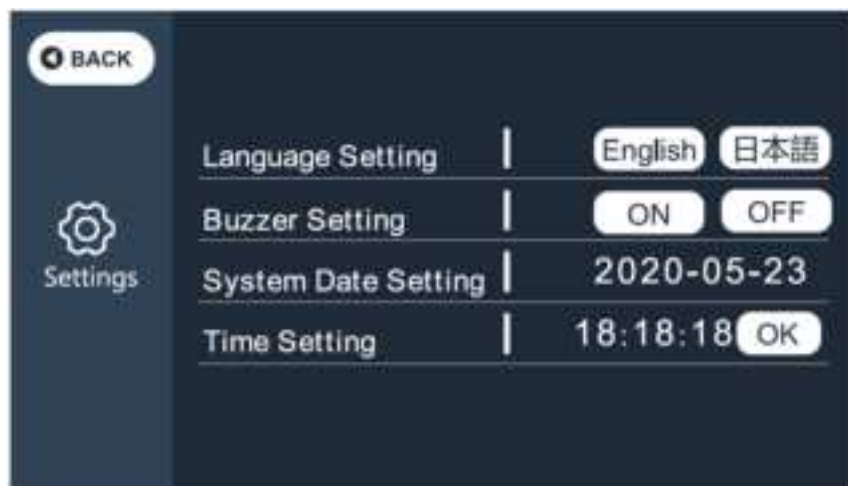 BACK
Settings
Language Setting English 日本語
Buzzer Setting ON OFF
System Date Setting 2020-05-23
Time Setting 18:18:18 OK